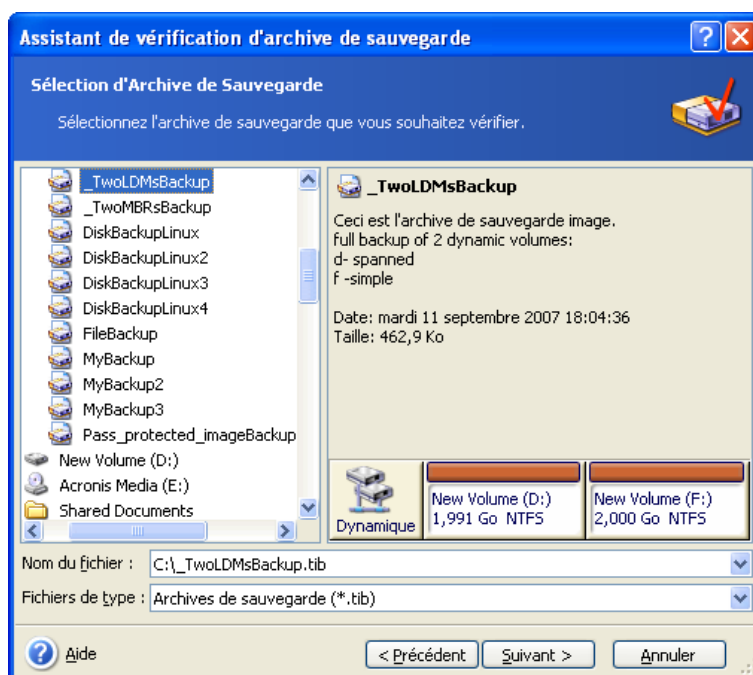 Assistant de vérification d'archive de sauvegarde
Sélection d'Archive de Sauvegarde
Sélectionnez l'archive de sauvegarde que vous souhaitez vérifier.
_TwoLDMsBackup
_TwoMBRsBackup
DiskBackupLinux
DiskBackupLinux2
DiskBackupLinux3
DiskBackupLinux4
FileBackup
MyBackup
MyBackup2
MyBackup3
Pass_protected_imageBackup
New Volume (D:)
Acronis Media (E:)
Shared Documents
_TwoLDMsBackup
Ceci est l'archive de sauvegarde image.
full backup of 2 dynamic volumes:
d- spanned
f -simple
Date: mardi 11 septembre 2007 18:04:36
Taille: 462,9 Ko
Dynamique
New Volume (D:)
1,991 Go NTFS
New Volume (F:)
2,000 Go NTFS
Nom du fichier : C:\_TwoLDMsBackup.tib
Fichiers de type : Archives de sauvegarde (*.tib)
Aide
< Précédent
Suivant >
Annuler